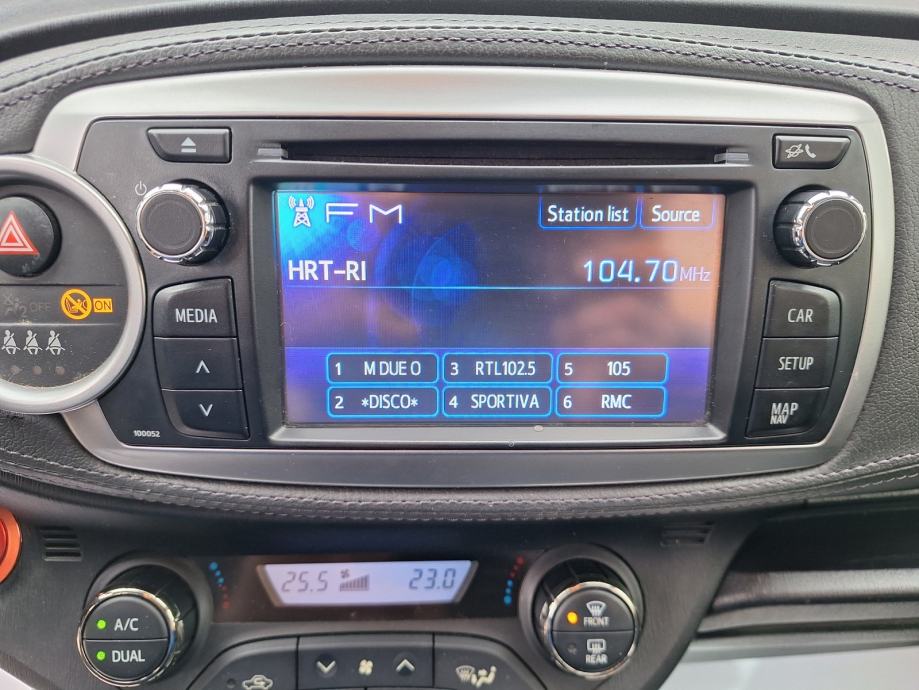 FM
Station list
Source
HRT-RI
104.70MHz
1 M DUE O
3 RTL102.5
5 105
2 *DISCO*
4 SPORTIVA
6 RMC
MEDIA
100052
CAR
SETUP
MAP
NAV
2 OFF
ON
25.5
23.0
A/C
DUAL
FRONT
REAR